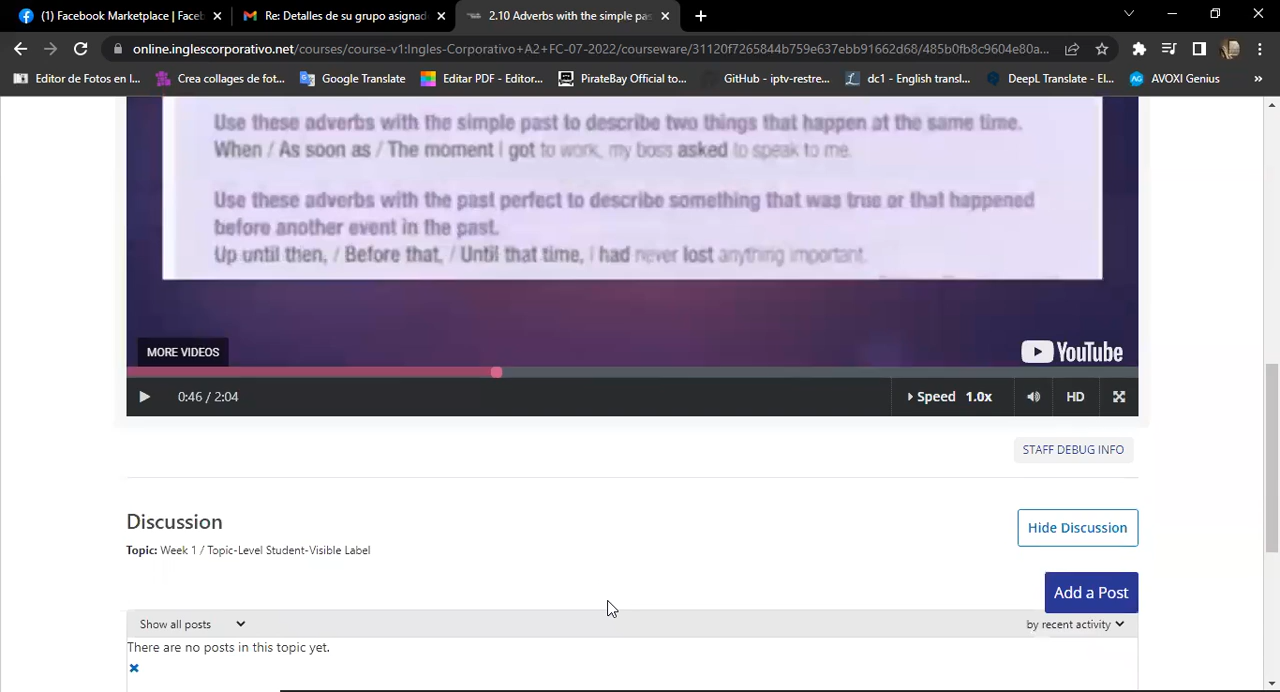 (1) Facebook Marketplace | Faceb
Re: Detalles de su grupo asignad
2.10 Adverbs with the simple pas
online.inglescorporativo.net/courses/course-v1:Ingles-Corporativo+A2+FC-07-2022/courseware/31120f7265844b759e637ebb91662d68/485b0fb8c9604e80a...
Editor de Fotos en l...
Crea collages de fot...
Google Translate
Editar PDF - Editor...
PirateBay Official to...
GitHub - iptv-restre...
dc1 - English transl...
DeepL Translate - El...
AVOXI Genius
»
Use these adverbs with the simple past to describe two things that happen at the same time.
When / As soon as / The moment I got to work, my boss asked to speak to me.
Use these adverbs with the past perfect to describe something that was true or that happened
before another event in the past.
Up until then, / Before that, / Until that time, I had never lost anything important.
MORE VIDEOS
YouTube
0:46 / 2:04
Speed 1.0x
HD
STAFF DEBUG INFO
Discussion
Hide Discussion
Topic: Week 1 / Topic-Level Student-Visible Label
Add a Post
Show all posts
by recent activity
There are no posts in this topic yet.